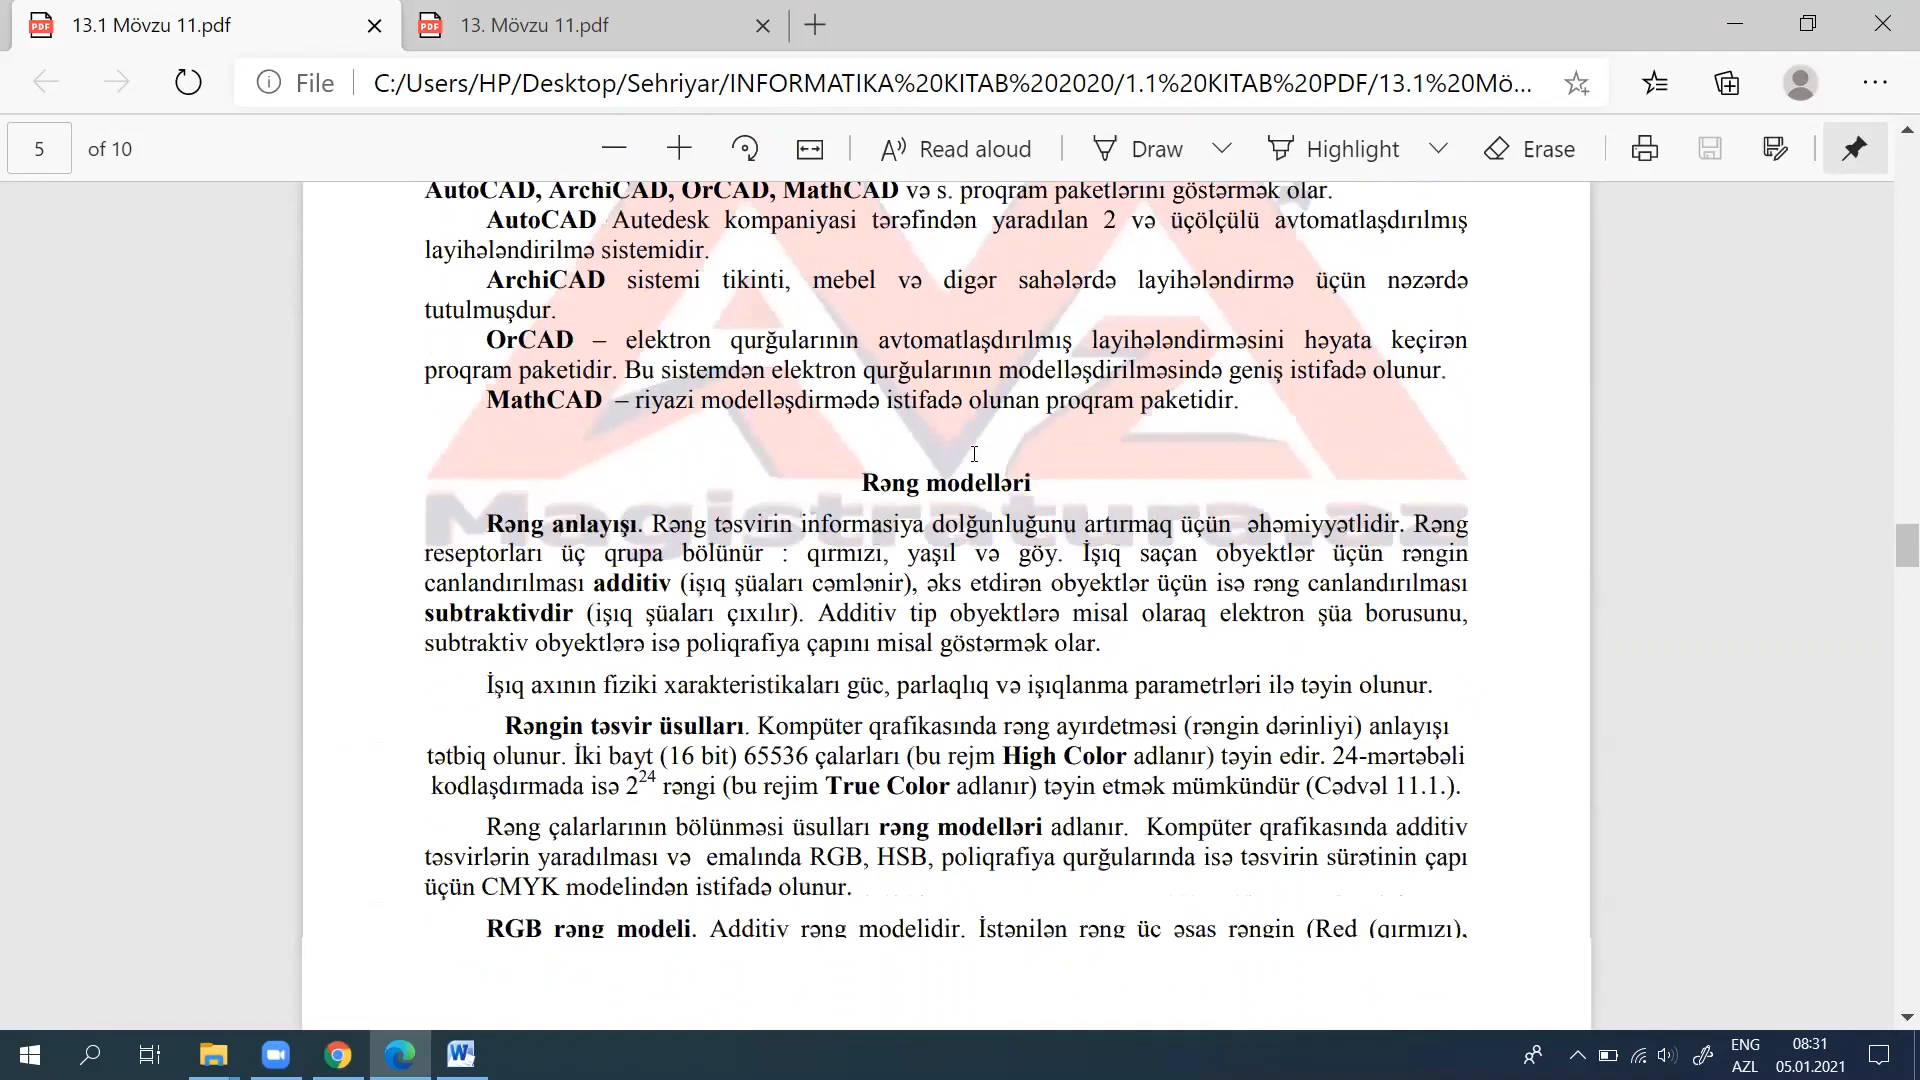 13.1 Mövzu 11.pdf
13. Mövzu 11.pdf
File
C:/Users/HP/Desktop/Sehriyar/INFORMATIKA%20KITAB%202020/1.1%20KITAB%20PDF/13.1%20Mö...
5 of 10
Read aloud
Draw
Highlight
Erase
AutoCAD, ArchiCAD, OrCAD, MathCAD və s. proqram paketlərini göstərmək olar.
AutoCAD Autedesk kompaniyasi tərəfindən yaradılan 2 və üçölçülü avtomatlaşdırılmış
layihələndirilmə sistemidir.
ArchiCAD sistemi tikinti, mebel və digər sahələrdə layihələndirmə üçün nəzərdə
tutulmuşdur.
OrCAD – elektron qurğularının avtomatlaşdırılmış layihələndirməsini həyata keçirən
proqram paketidir. Bu sistemdən elektron qurğularının modelləşdirilməsində geniş istifadə olunur.
MathCAD – riyazi modelləşdirmədə istifadə olunan proqram paketidir.
Rəng modelləri
Magistratura.az
Rəng anlayışı. Rəng təsvirin informasiya dolğunluğunu artırmaq üçün əhəmiyyətlidir. Rəng
reseptorları üç qrupa bölünür : qırmızı, yaşıl və göy. İşıq saçan obyektlər üçün rəngin
canlandırılması additiv (işıq şüaları cəmlənir), əks etdirən obyektlər üçün isə rəng canlandırılması
subtraktivdir (işıq şüaları çıxılır). Additiv tip obyektlərə misal olaraq elektron şüa borusunu,
subtraktiv obyektlərə isə poliqrafiya çapını misal göstərmək olar.
İşıq axının fiziki xarakteristikaları güc, parlaqlıq və işıqlanma parametrləri ilə təyin olunur.
Rəngin təsvir üsulları. Kompüter qrafikasında rəng ayırdetməsi (rəngin dərinliyi) anlayışı
tətbiq olunur. İki bayt (16 bit) 65536 çalarları (bu rejm High Color adlanır) təyin edir. 24-mərtəbəli
kodlaşdırmada isə 2²⁴ rəngi (bu rejim True Color adlanır) təyin etmək mümkündür (Cədvəl 11.1.).
Rəng çalarlarının bölünməsi üsulları rəng modelləri adlanır. Kompüter qrafikasında additiv
təsvirlərin yaradılması və emalında RGB, HSB, poliqrafiya qurğularında isə təsvirin sürətinin çapı
üçün CMYK modelindən istifadə olunur.
RGB rəng modeli. Additiv rəng modelidir. İstənilən rəng üç əsas rəngin (Red (qırmızı),
ENG
AZL
08:31
05.01.2021